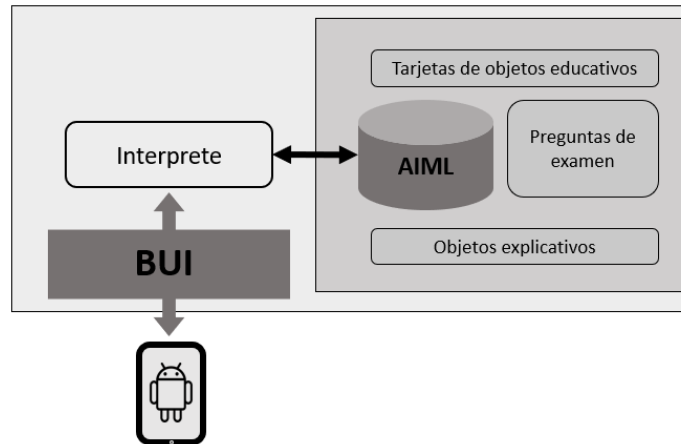 Tarjetas de objetos educativos
Interprete
AIML
Preguntas de
examen
Objetos explicativos
BUI